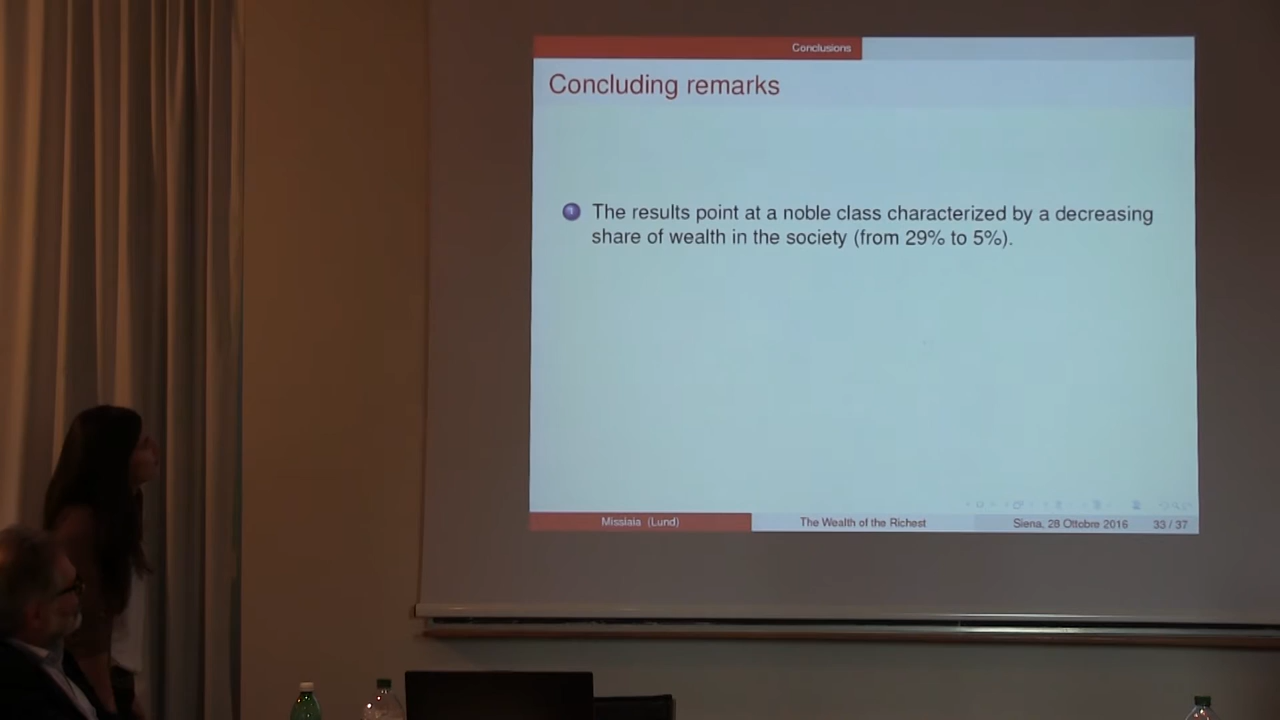 Conclusions
Concluding remarks
1 The results point at a noble class characterized by a decreasing
share of wealth in the society (from 29% to 5%).
Missiaia (Lund) The Wealth of the Richest Siena, 28 Ottobre 2016 33 / 37